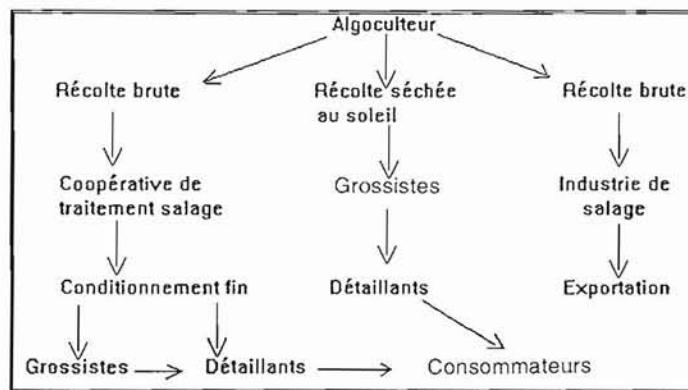 Algoculteur
Récolte brute
Récolte séchée
au soleil
Récolte brute
Coopérative de
traitement salage
Grossistes
Industrie de
salage
Conditionnement fin
Détaillants
Exportation
Grossistes
Détaillants
Consommateurs